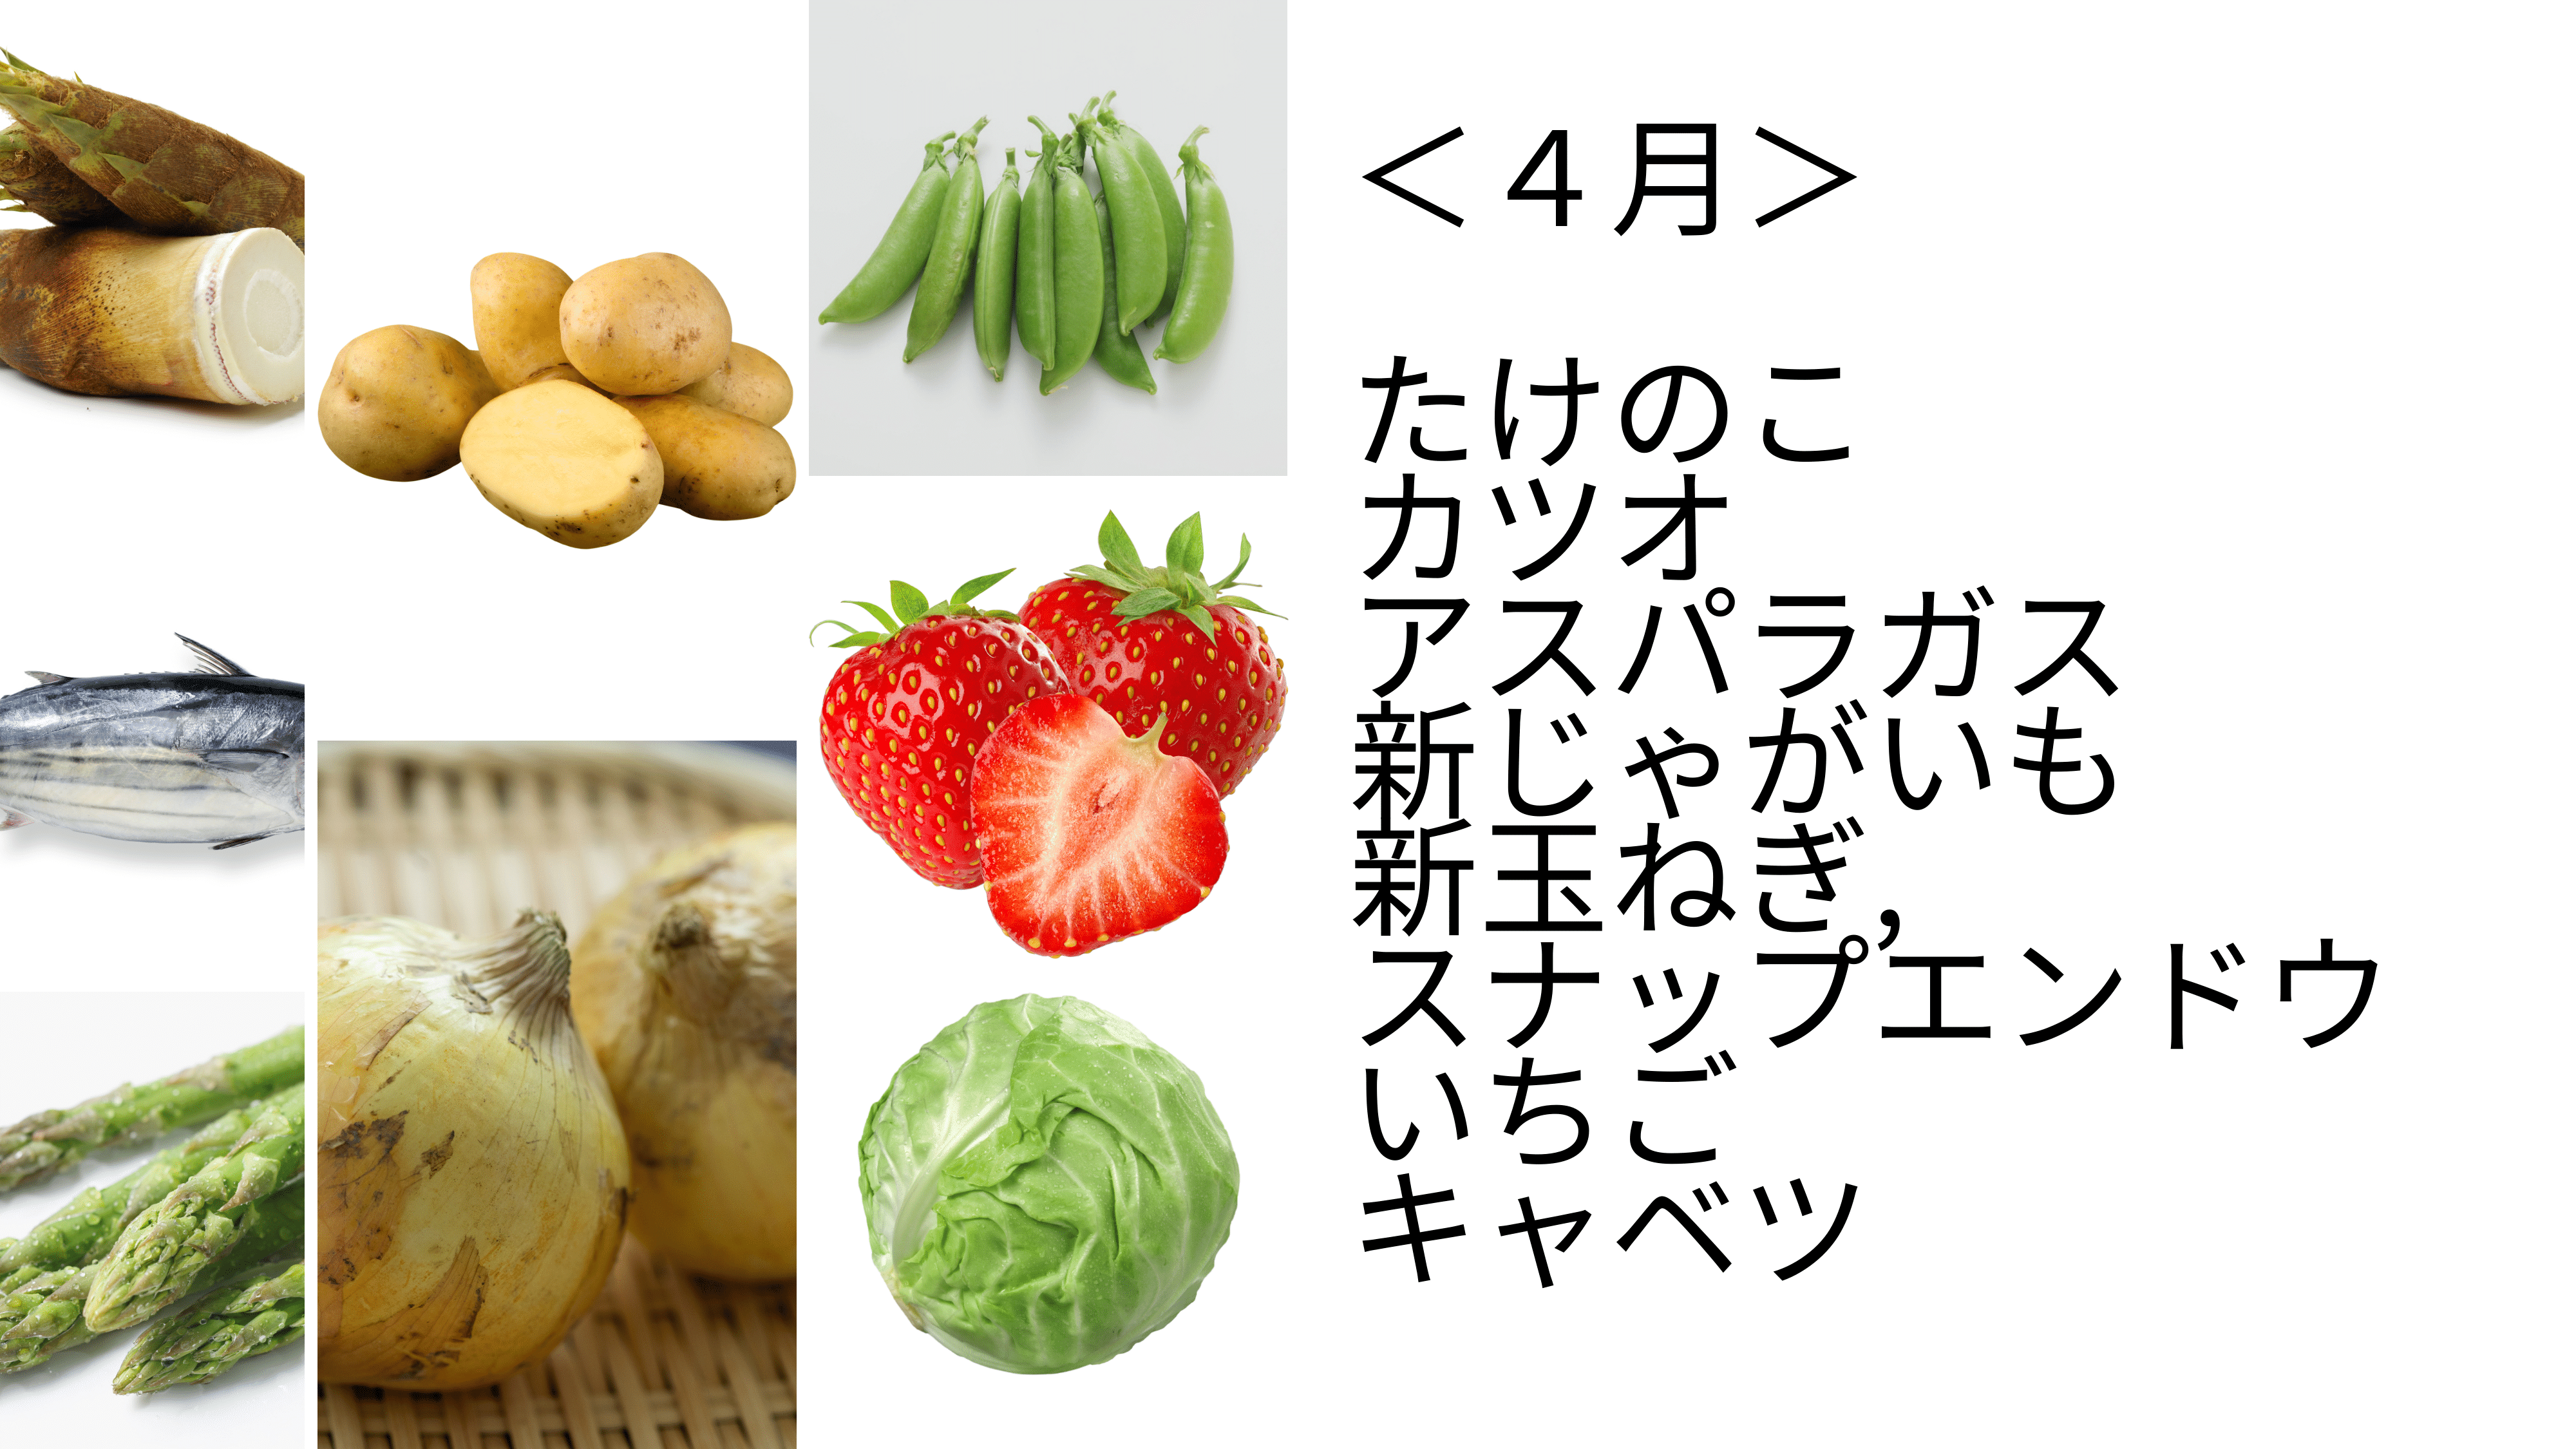 ＜４月＞
たけのこ
カツオ
アスパラガス
新じゃがいも
新玉ねぎ,
スナップエンドウ
いちご
キャベツ